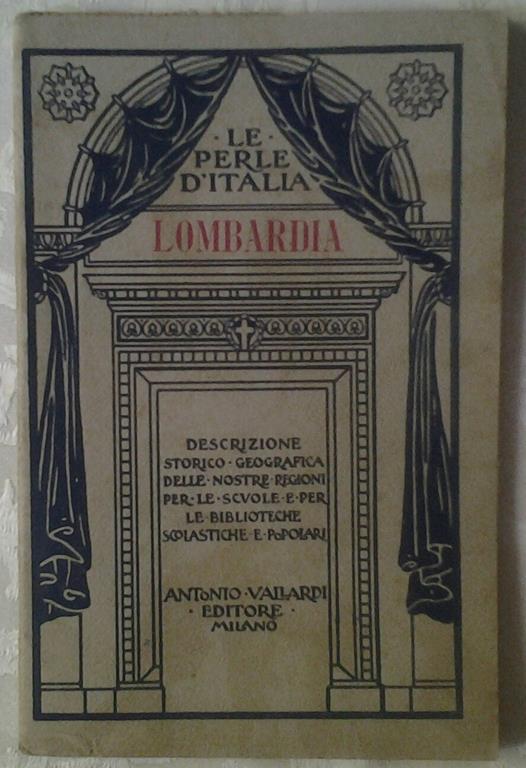 · LE ·
PERLE
D'ITALIA
LOMBARDIA
DESCRIZIONE
STORICO · GEOGRAFICA
DELLE · NOSTRE · REGIONI
PER · LE · SCVOLE · E · PER
LE · BIBLIOTECHE
SCOLASTICHE · E · POPOLARI
ANTONIO · VALLARDI
· EDITORE ·
MILANO